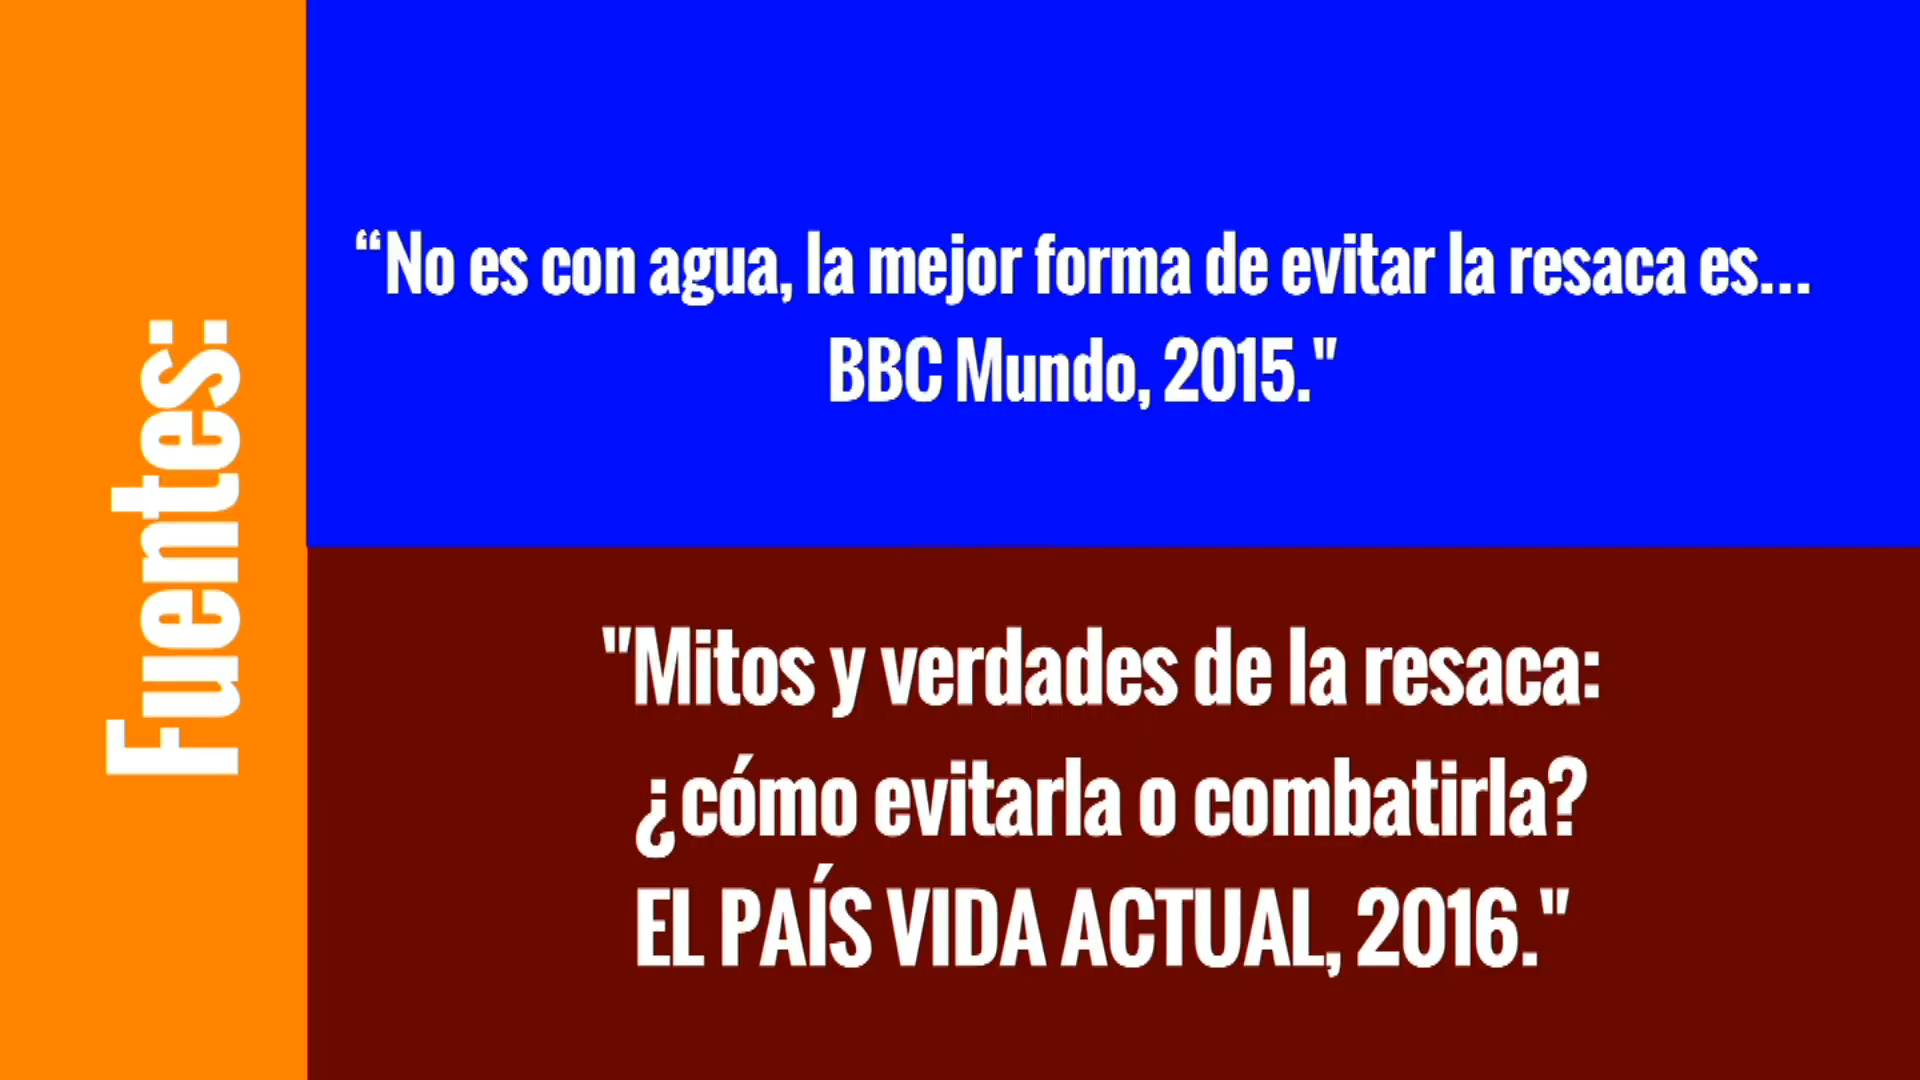 Fuentes:
“No es con agua, la mejor forma de evitar la resaca es...
BBC Mundo, 2015."
"Mitos y verdades de la resaca:
¿cómo evitarla o combatirla?
EL PAÍS VIDA ACTUAL, 2016."